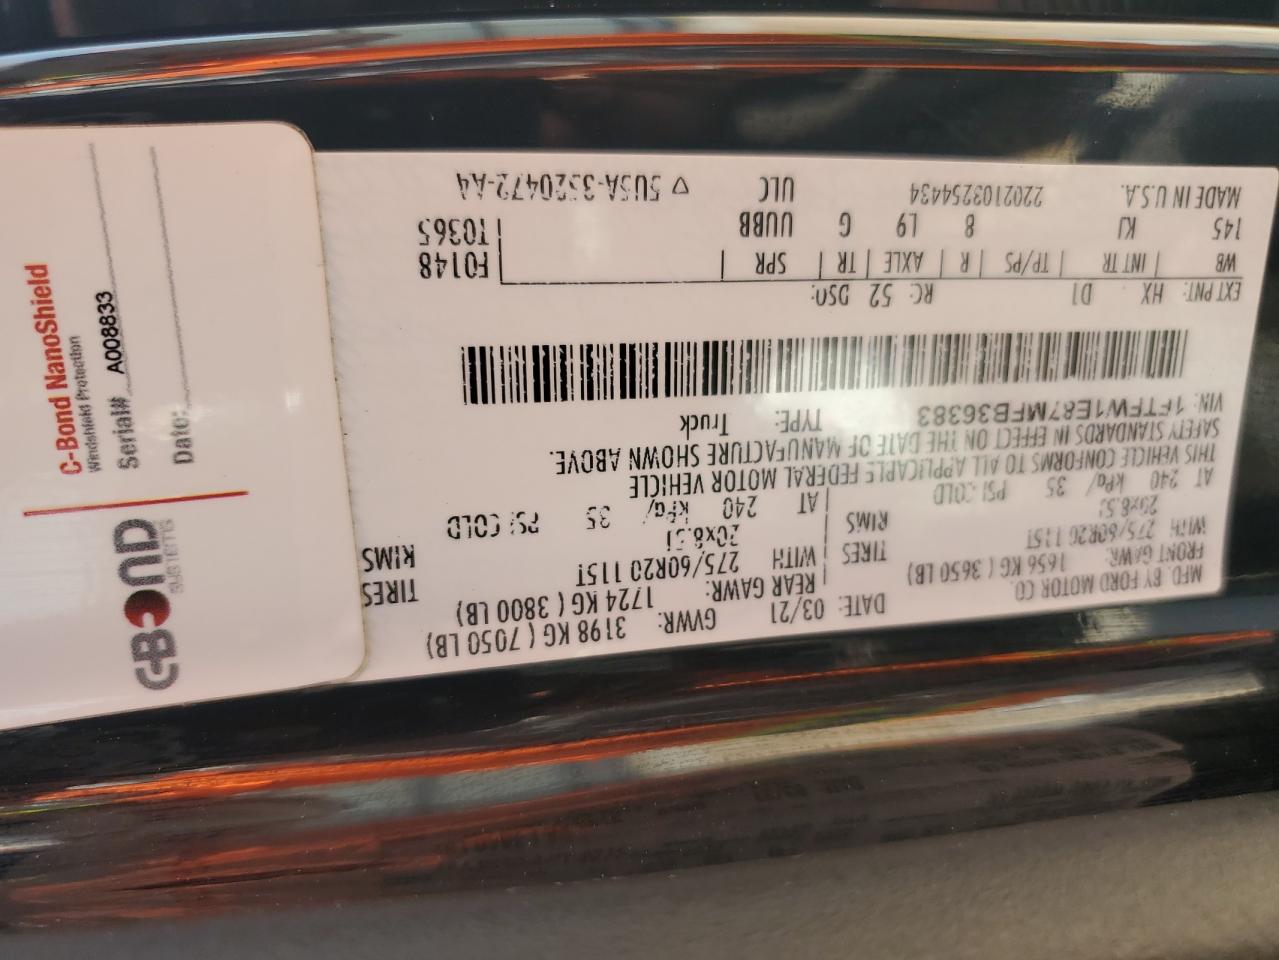 MFD. BY FORD MOTOR CO.
DATE: 03/21 GVWR: 3198 KG ( 7050 LB)
FRONT GAWR: 1656 KG ( 3650 LB) REAR GAWR: 1724 KG ( 3800 LB)
WITH 275/60R20 115T TIRES WITH 275/60R20 115T TIRES
20x8.5J RIMS 20x8.5J RIMS
AT 240 kPa/ 35 PSI COLD AT 240 kPa/ 35 PSI COLD
THIS VEHICLE CONFORMS TO ALL APPLICABLE FEDERAL MOTOR VEHICLE
SAFETY STANDARDS IN EFFECT ON THE DATE OF MANUFACTURE SHOWN ABOVE.
VIN: 1FTFW1E87MFB36383 TYPE: Truck
EXT PNT: HX D1 RC: 52 DSO:
WB | INT TR | TP/PS | R | AXLE | TR | SPR | F0148
145 KJ 8 L9 G UUBB T0365
MADE IN U.S.A. 2202103254434 ULC ▽ 5U5A-3520472-AA
C-BOND
SYSTEMS
C-Bond NanoShield
Windshield Protection
Serial# A008833
Date: